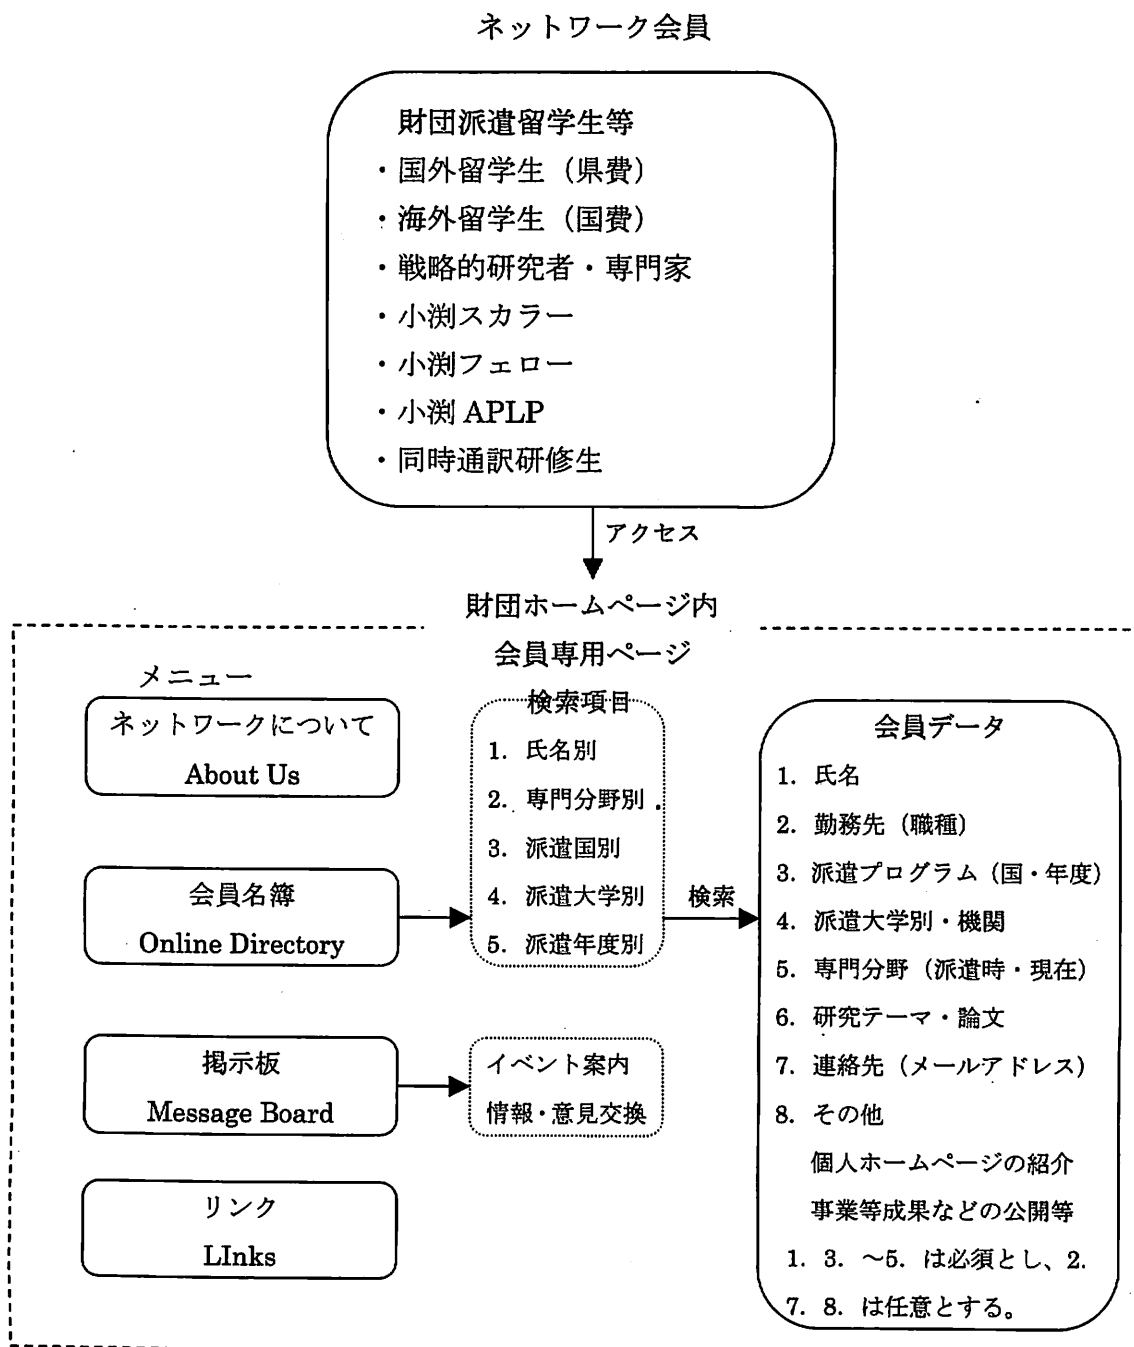 ネットワーク会員
財団派遣留学生等
・国外留学生（県費）
・海外留学生（国費）
・戦略的研究者・専門家
・小渕スカラー
・小渕フェロー
・小渕 APLP
・同時通訳研修生
アクセス
財団ホームページ内
会員専用ページ
メニュー
ネットワークについて
About Us
会員名簿
Online Directory
掲示板
Message Board
リンク
LInks
検索項目
1. 氏名別
2. 専門分野別
3. 派遣国別
4. 派遣大学別
5. 派遣年度別
イベント案内
情報・意見交換
検索
会員データ
1. 氏名
2. 勤務先（職種）
3. 派遣プログラム（国・年度）
4. 派遣大学別・機関
5. 専門分野（派遣時・現在）
6. 研究テーマ・論文
7. 連絡先（メールアドレス）
8. その他
個人ホームページの紹介
事業等成果などの公開等
1. 3. ～5. は必須とし、2.
7. 8. は任意とする。